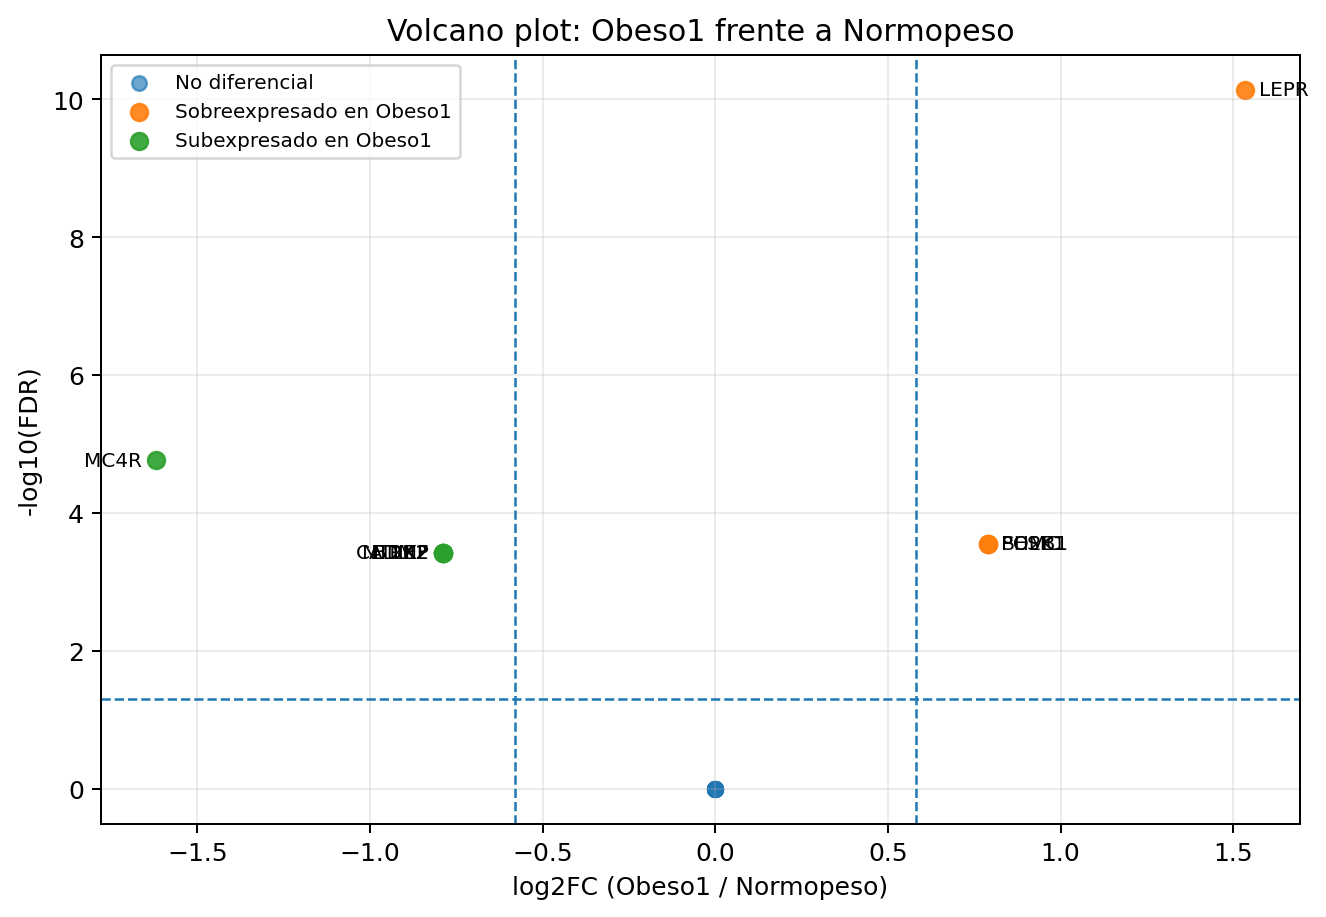 Volcano plot: Obeso1 frente a Normopeso
No diferencial
Sobreexpresado en Obeso1
Subexpresado en Obeso1
LEPR
MC4R
-log10(FDR)
10
8
6
4
2
0
−1.5 −1.0 −0.5 0.0 0.5 1.0 1.5
log2FC (Obeso1 / Normopeso)